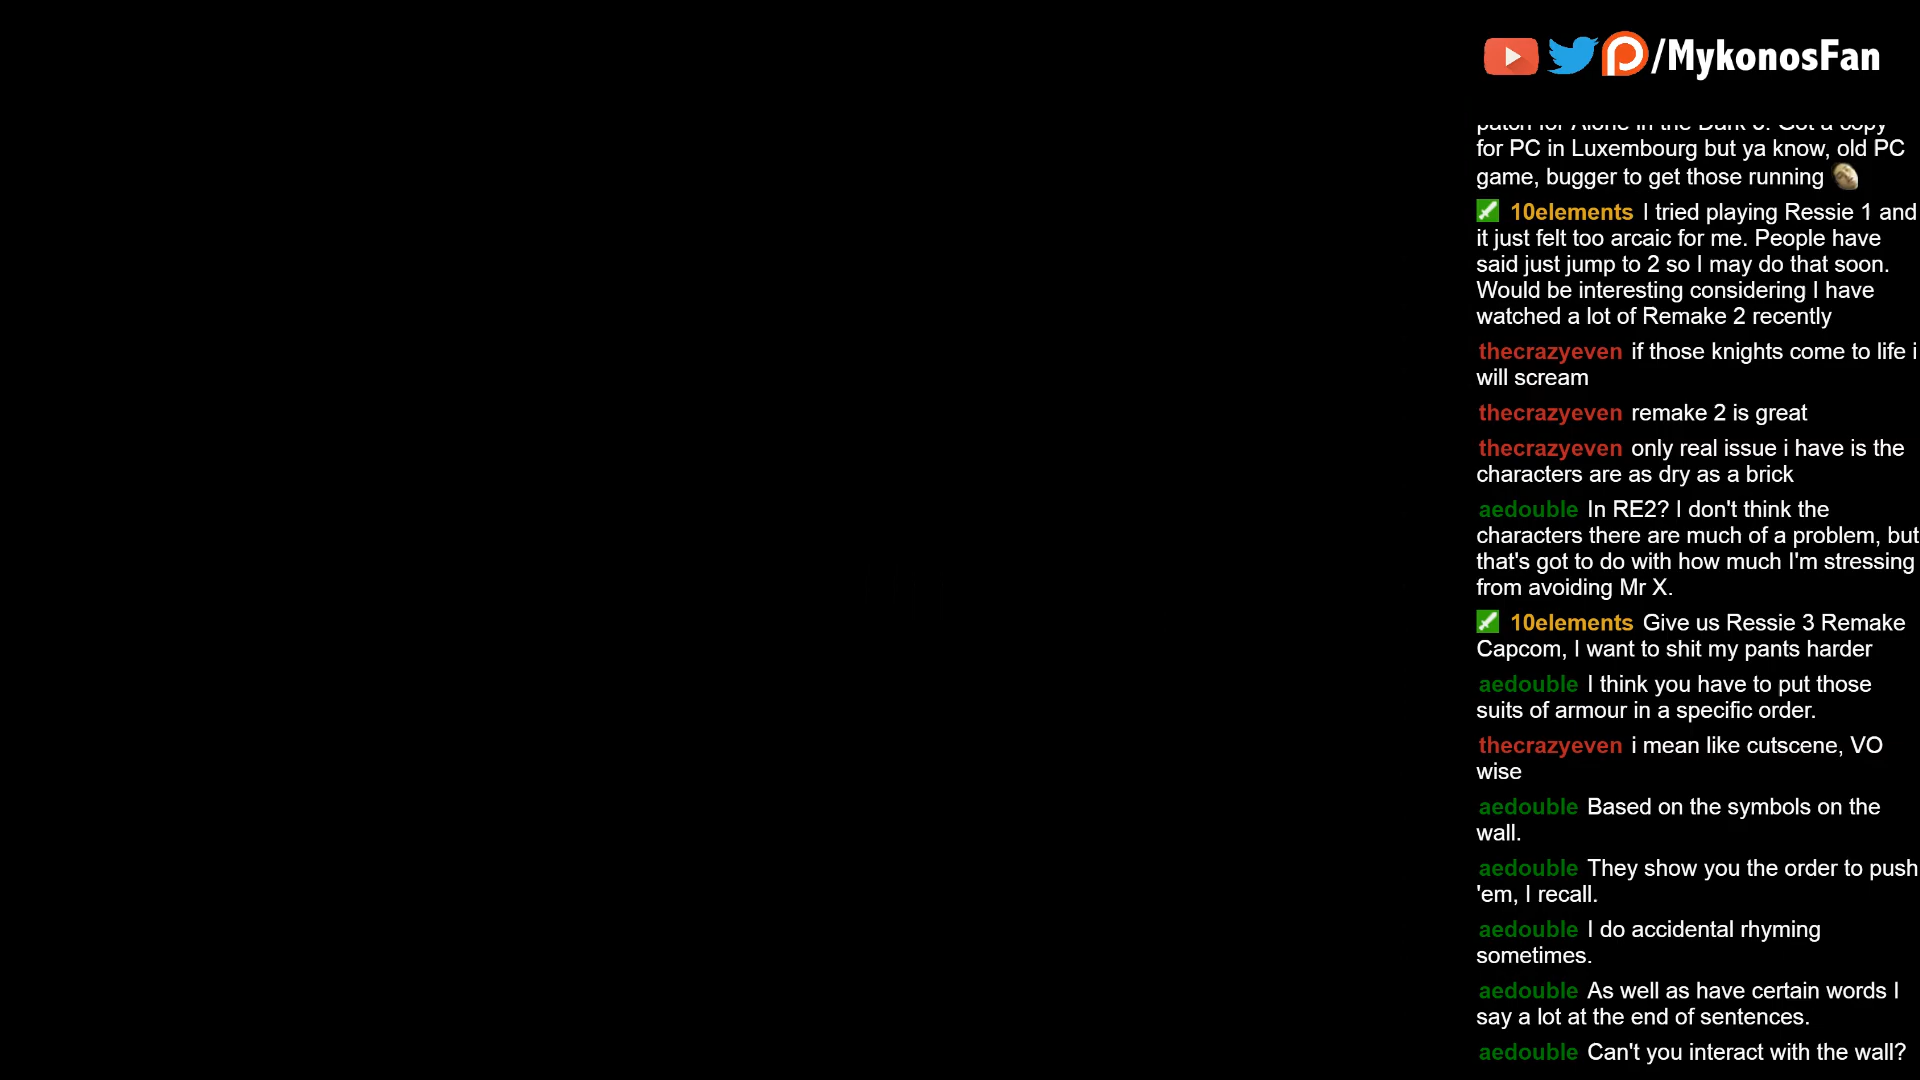 /MykonosFan
patch for Alone in the Dark 3. Got a copy
for PC in Luxembourg but ya know, old PC
game, bugger to get those running
10elements I tried playing Ressie 1 and
it just felt too arcaic for me. People have
said just jump to 2 so I may do that soon.
Would be interesting considering I have
watched a lot of Remake 2 recently
thecrazyeven if those knights come to life i
will scream
thecrazyeven remake 2 is great
thecrazyeven only real issue i have is the
characters are as dry as a brick
aedouble In RE2? I don't think the
characters there are much of a problem, but
that's got to do with how much I'm stressing
from avoiding Mr X.
10elements Give us Ressie 3 Remake
Capcom, I want to shit my pants harder
aedouble I think you have to put those
suits of armour in a specific order.
thecrazyeven i mean like cutscene, VO
wise
aedouble Based on the symbols on the
wall.
aedouble They show you the order to push
'em, I recall.
aedouble I do accidental rhyming
sometimes.
aedouble As well as have certain words I
say a lot at the end of sentences.
aedouble Can't you interact with the wall?